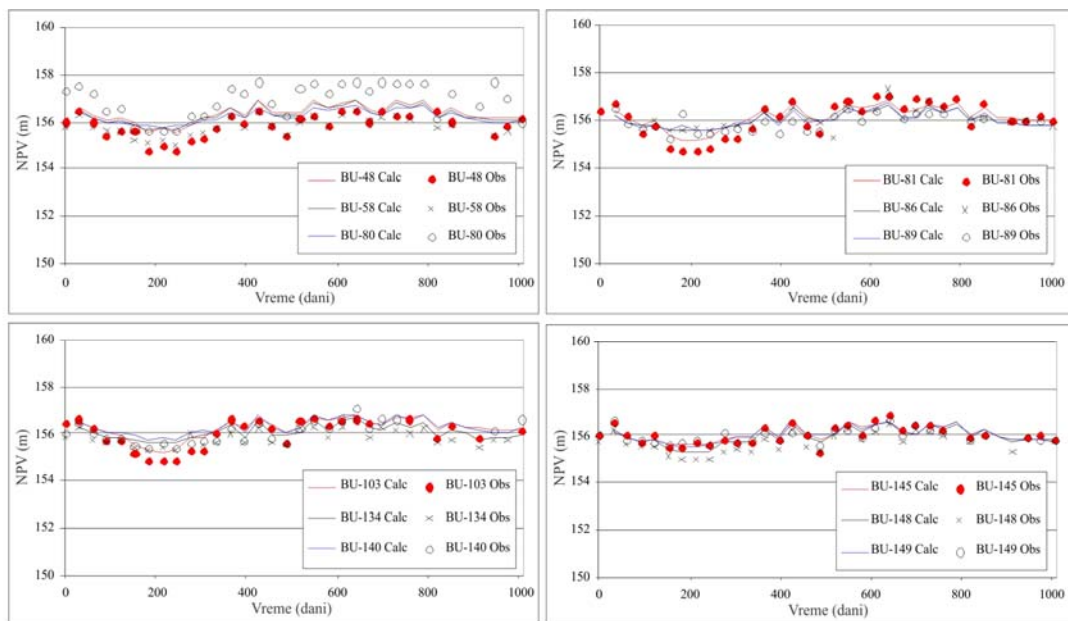 NPV (m)
160
158
156
154
152
150
BU-48 Calc
BU-48 Obs
BU-58 Calc
BU-58 Obs
BU-80 Calc
BU-80 Obs
0 200 400 600 800 1000
Vreme (dani)
NPV (m)
160
158
156
154
152
150
BU-81 Calc
BU-81 Obs
BU-86 Calc
BU-86 Obs
BU-89 Calc
BU-89 Obs
0 200 400 600 800 1000
Vreme (dani)
NPV (m)
160
158
156
154
152
150
BU-103 Calc
BU-103 Obs
BU-134 Calc
BU-134 Obs
BU-140 Calc
BU-140 Obs
0 200 400 600 800 1000
Vreme (dani)
NPV (m)
160
158
156
154
152
150
BU-145 Calc
BU-145 Obs
BU-148 Calc
BU-148 Obs
BU-149 Calc
BU-149 Obs
0 200 400 600 800 1000
Vreme (dani)